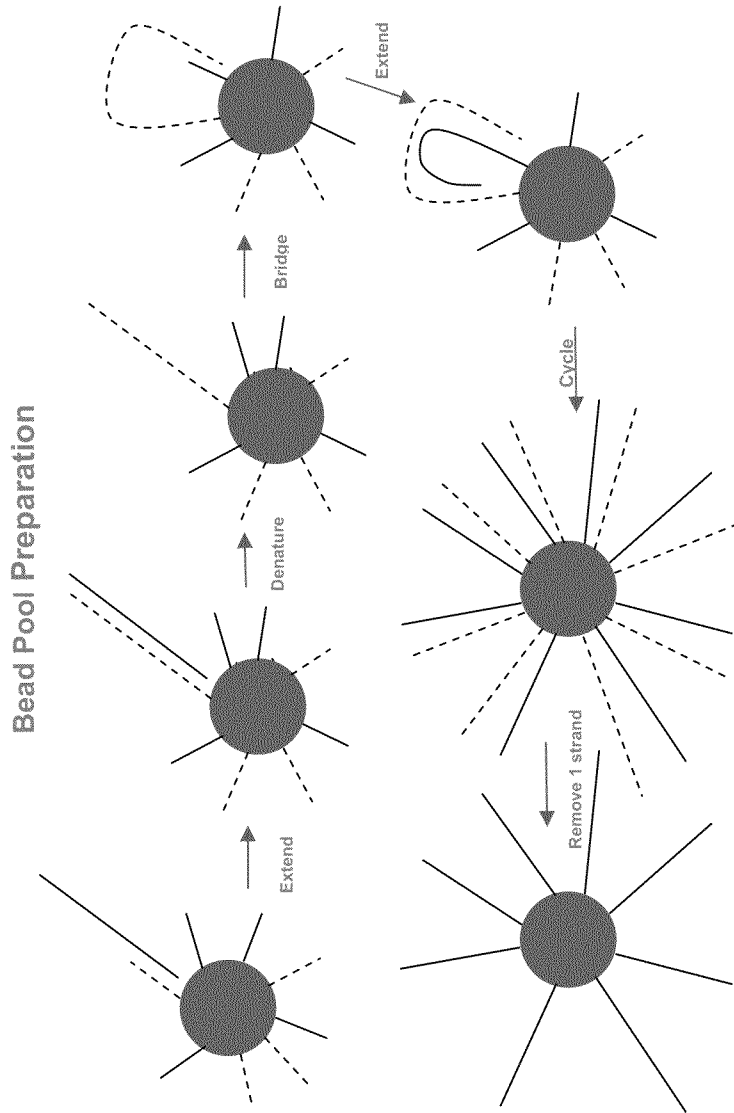 Bead Pool Preparation
Extend
Denature
Bridge
Extend
Cycle
Remove 1 strand